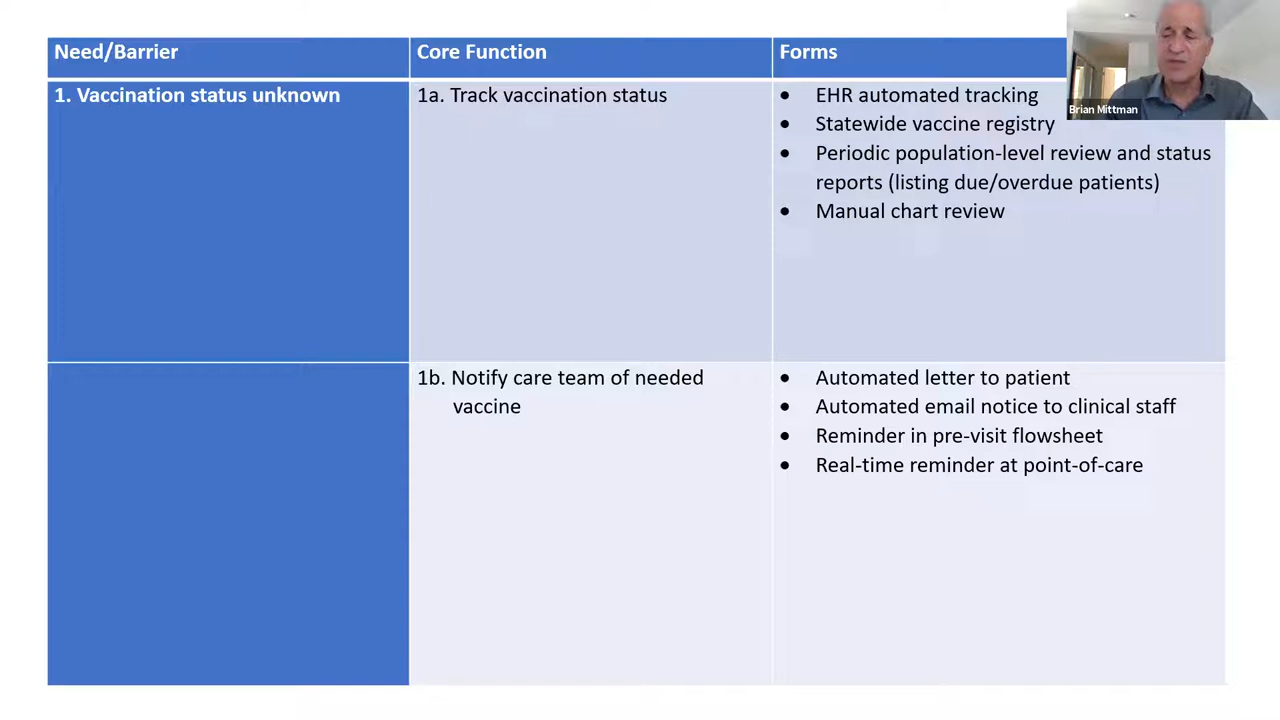 Need/Barrier
Core Function
Forms
Brian Mittman
1. Vaccination status unknown
1a. Track vaccination status
• EHR automated tracking
• Statewide vaccine registry
• Periodic population-level review and status
reports (listing due/overdue patients)
• Manual chart review
1b. Notify care team of needed
vaccine
• Automated letter to patient
• Automated email notice to clinical staff
• Reminder in pre-visit flowsheet
• Real-time reminder at point-of-care